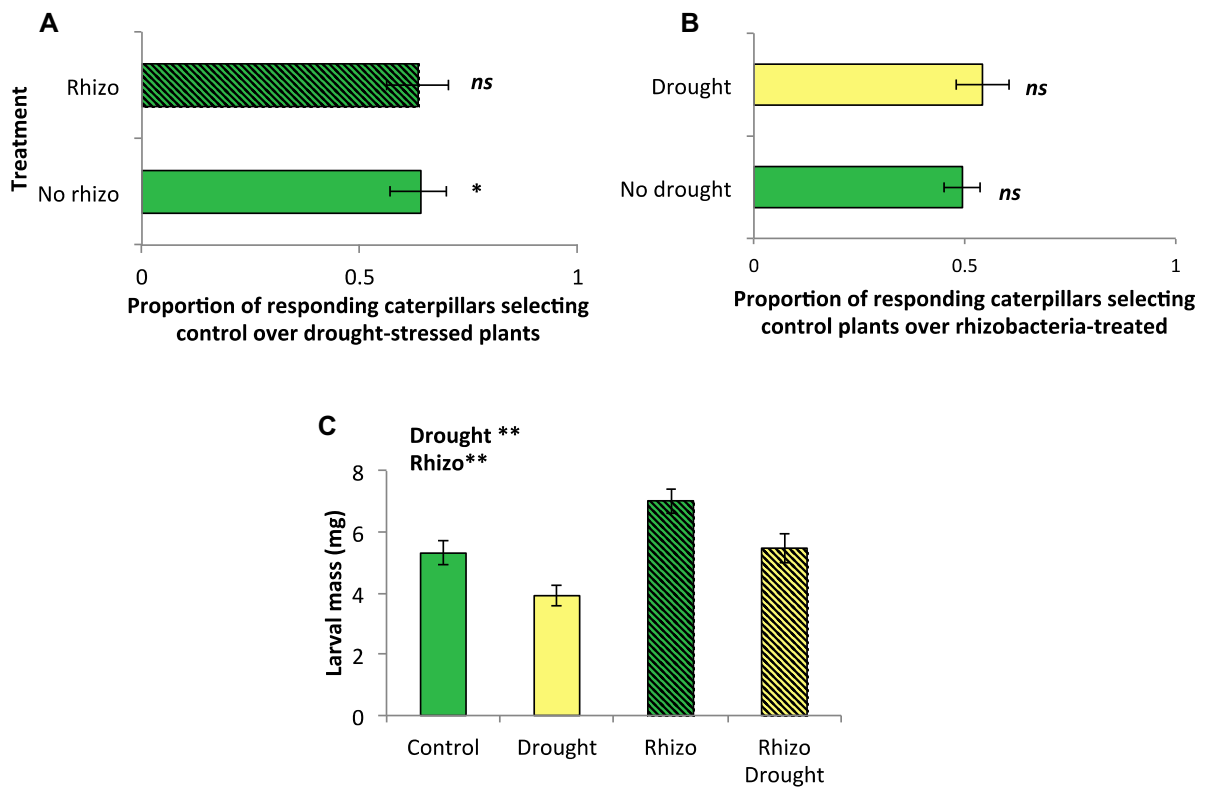 A
Treatment
Rhizo
ns
No rhizo
*
0
0.5
1
Proportion of responding caterpillars selecting
control over drought-stressed plants
B
Drought
ns
No drought
ns
0
0.5
1
Proportion of responding caterpillars selecting
control plants over rhizobacteria-treated
C
Drought **
Rhizo**
Larval mass (mg)
8
6
4
2
0
Control
Drought
Rhizo
Rhizo
Drought